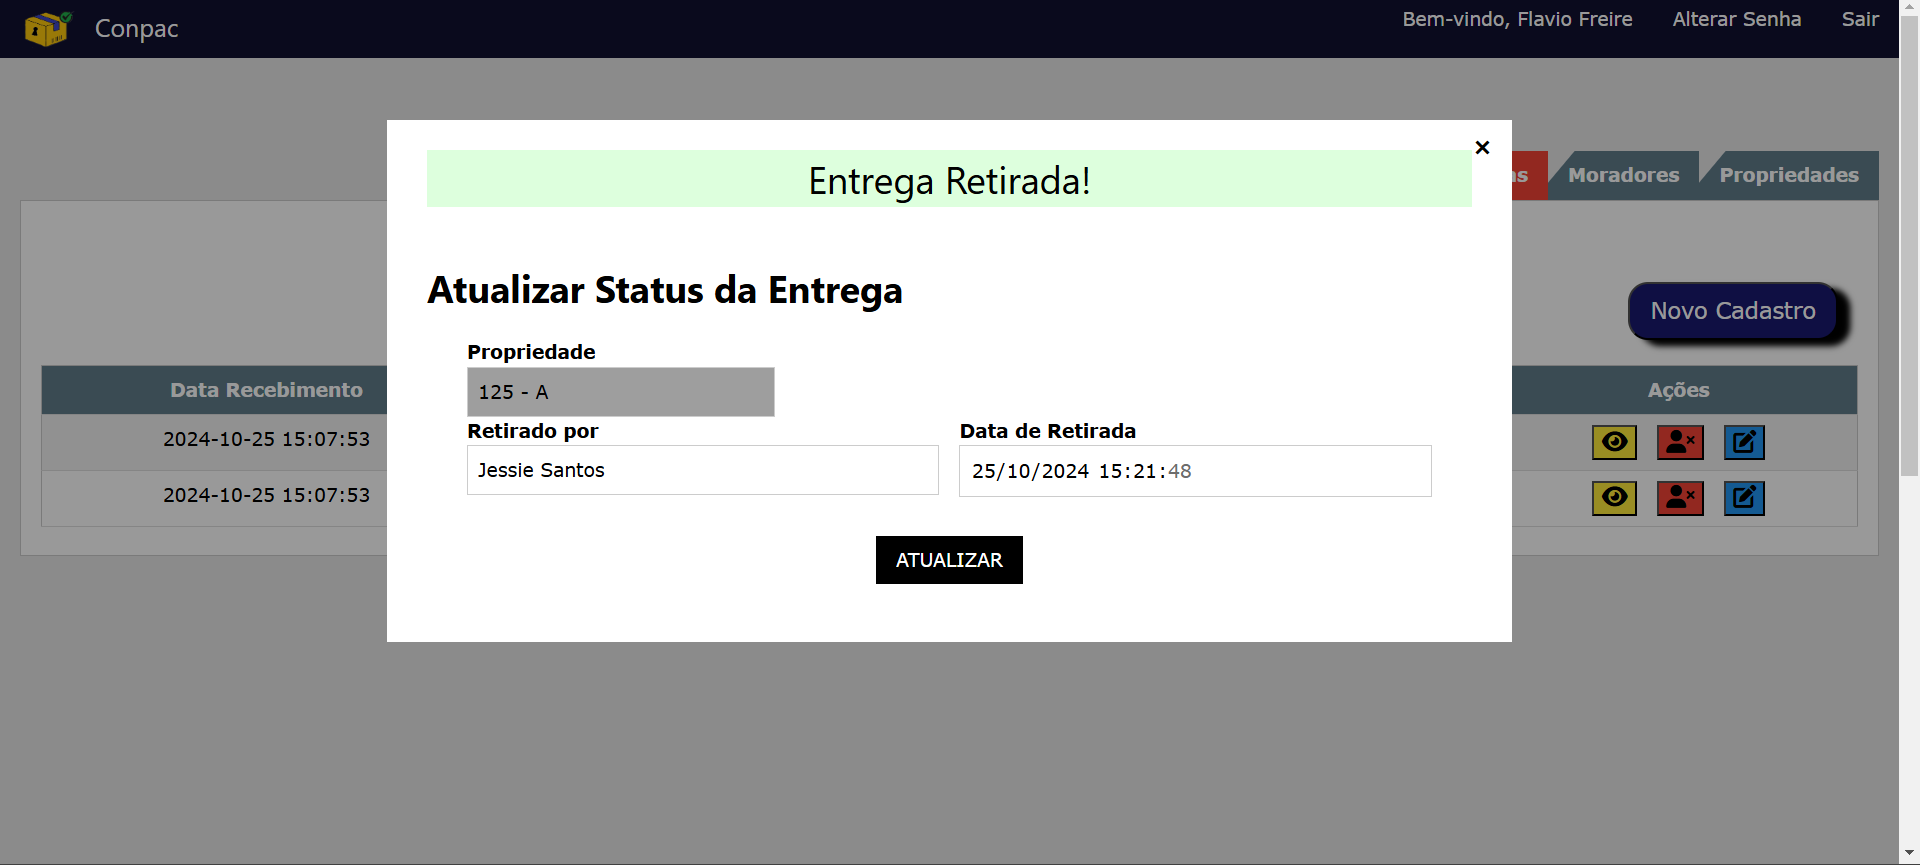 Conpac
Bem-vindo, Flavio Freire
Alterar Senha
Sair
Moradores
Propriedades
Entrega Retirada!
Atualizar Status da Entrega
Novo Cadastro
Propriedade
125 - A
Retirado por
Data de Retirada
Jessie Santos
25/10/2024 15:21:48
ATUALIZAR
Data Recebimento
Ações
2024-10-25 15:07:53
2024-10-25 15:07:53